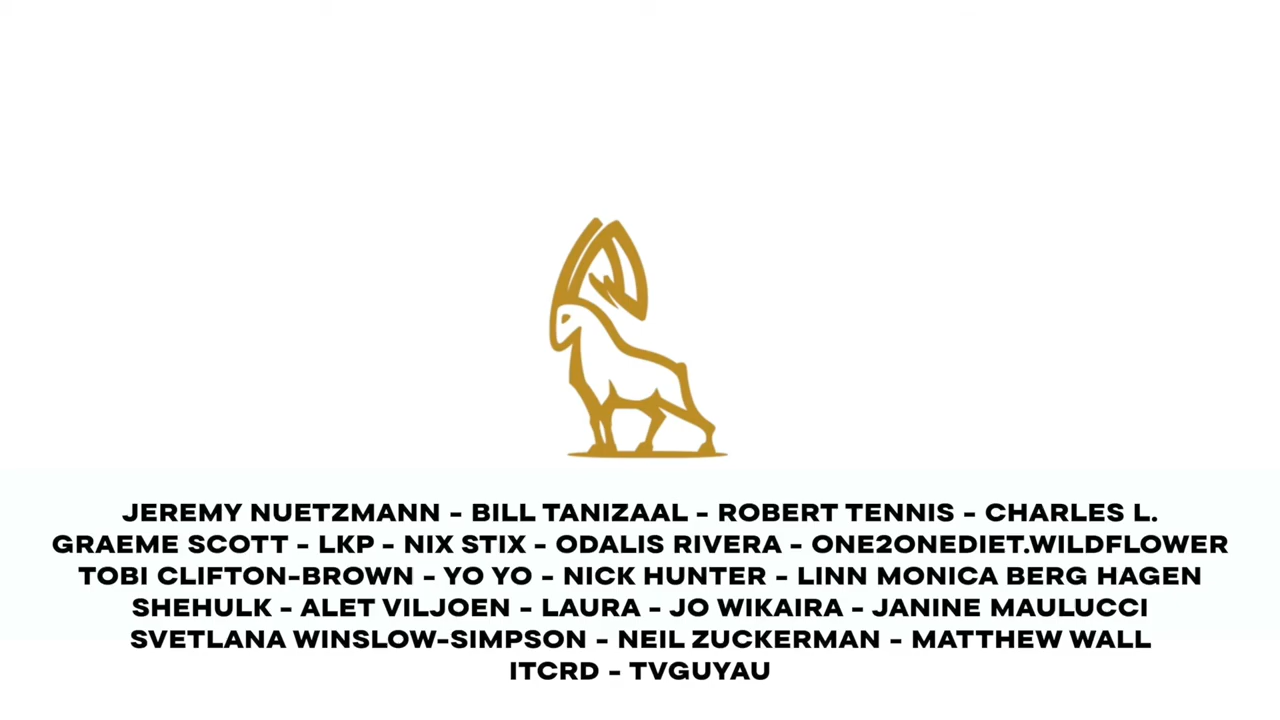 JEREMY NUETZMANN - BILL TANIZAAL - ROBERT TENNIS - CHARLES L.
GRAEME SCOTT - LKP - NIX STIX - ODALIS RIVERA - ONE2ONEDIET.WILDFLOWER
TOBI CLIFTON-BROWN - YO YO - NICK HUNTER - LINN MONICA BERG HAGEN
SHEHULK - ALET VILJOEN - LAURA - JO WIKAIRA - JANINE MAULUCCI
SVETLANA WINSLOW-SIMPSON - NEIL ZUCKERMAN - MATTHEW WALL
ITCRD - TVGUYAU